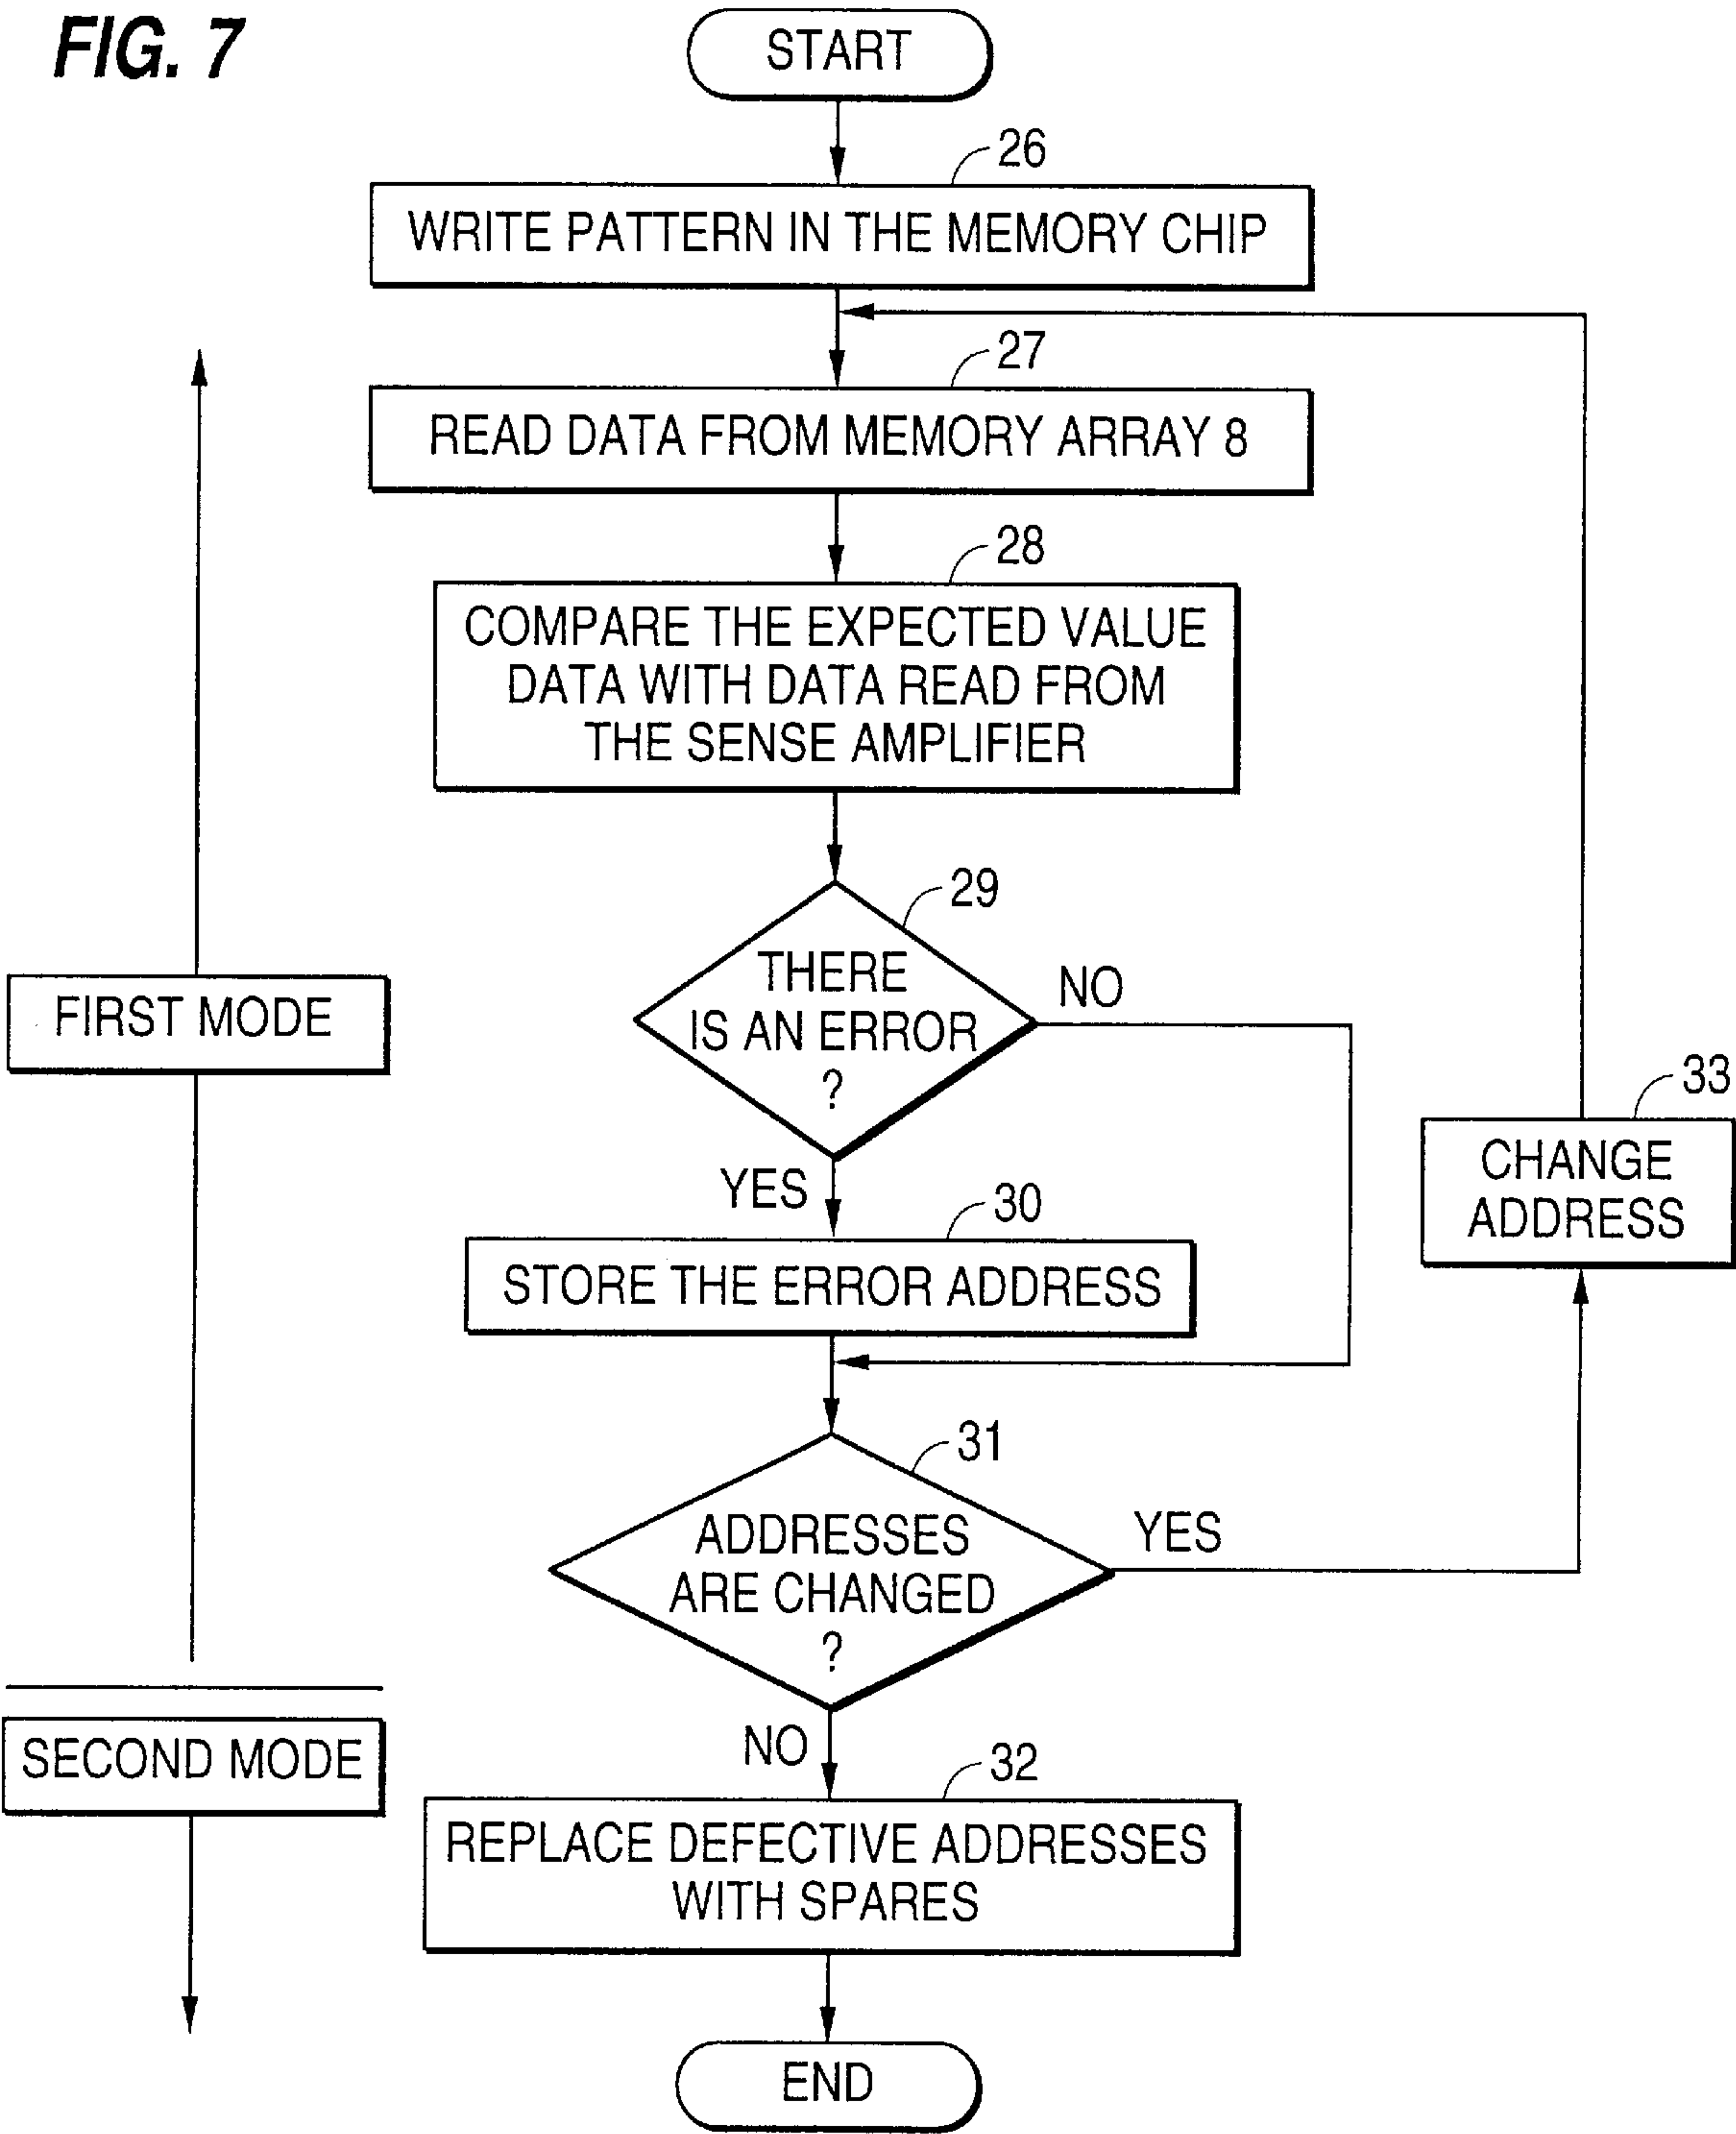 FIG. 7
START
26
WRITE PATTERN IN THE MEMORY CHIP
27
READ DATA FROM MEMORY ARRAY 8
28
COMPARE THE EXPECTED VALUE
DATA WITH DATA READ FROM
THE SENSE AMPLIFIER
29
THERE
IS AN ERROR
?
NO
YES
FIRST MODE
33
CHANGE
ADDRESS
30
STORE THE ERROR ADDRESS
31
ADDRESSES
ARE CHANGED
?
YES
NO
SECOND MODE
32
REPLACE DEFECTIVE ADDRESSES
WITH SPARES
END